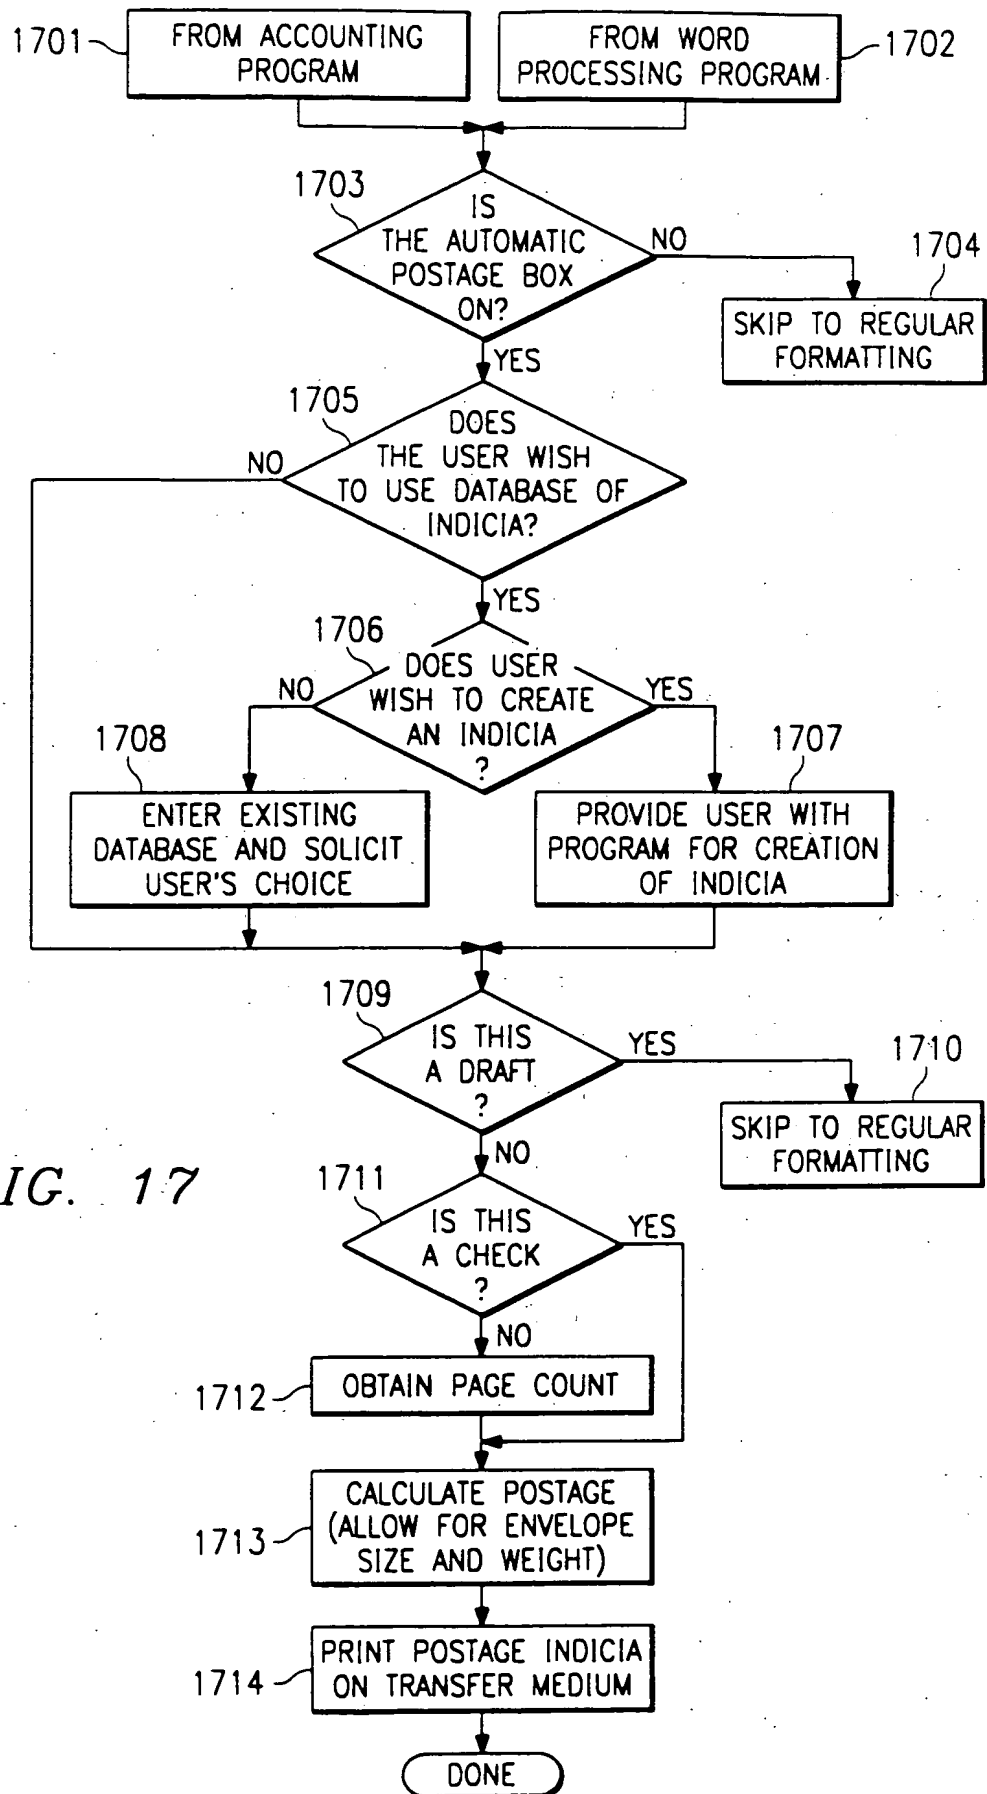 1701
FROM ACCOUNTING
PROGRAM
FROM WORD
PROCESSING PROGRAM
1702
1703
IS
THE AUTOMATIC
POSTAGE BOX
ON?
NO
1704
SKIP TO REGULAR
FORMATTING
YES
1705
DOES
THE USER WISH
TO USE DATABASE OF
INDICIA?
NO
YES
1706
DOES USER
WISH TO CREATE
AN INDICIA
?
NO
YES
1708
ENTER EXISTING
DATABASE AND SOLICIT
USER'S CHOICE
1707
PROVIDE USER WITH
PROGRAM FOR CREATION
OF INDICIA
1709
IS THIS
A DRAFT
?
YES
1710
SKIP TO REGULAR
FORMATTING
NO
IG. 17
1711
IS THIS
A CHECK
?
YES
NO
1712
OBTAIN PAGE COUNT
1713
CALCULATE POSTAGE
(ALLOW FOR ENVELOPE
SIZE AND WEIGHT)
1714
PRINT POSTAGE INDICIA
ON TRANSFER MEDIUM
DONE